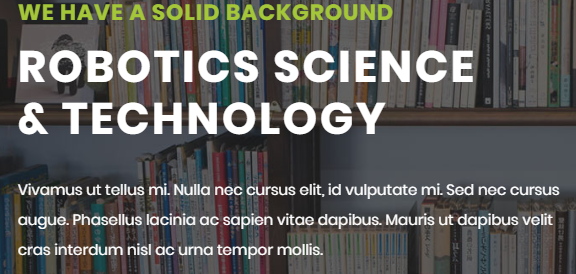 WE HAVE A SOLID BACKGROUND
ROBOTICS SCIENCE
& TECHNOLOGY
Vivamus ut tellus mi. Nulla nec cursus elit, id vulputate mi. Sed nec cursus
augue. Phasellus lacinia ac sapien vitae dapibus. Mauris ut dapibus velit
cras interdum nisl ac urna tempor mollis.